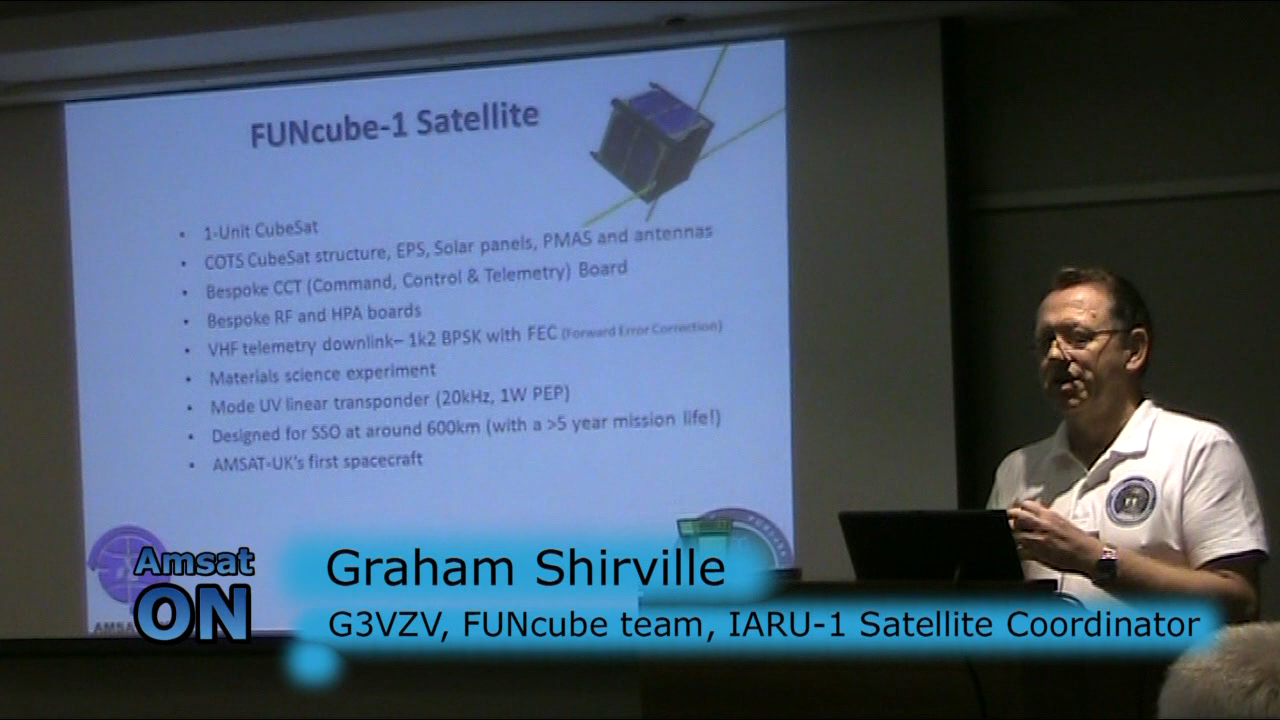 FUNcube-1 Satellite
• 1-Unit CubeSat
• COTS CubeSat structure, EPS, Solar panels, PMAS and antennas
• Bespoke CCT (Command, Control & Telemetry) Board
• Bespoke RF and HPA boards
• VHF telemetry downlink– 1k2 BPSK with FEC (Forward Error Correction)
• Materials science experiment
• Mode UV linear transponder (20kHz, 1W PEP)
• Designed for SSO at around 600km (with a >5 year mission life!)
• AMSAT-UK's first spacecraft
Amsat
ON
Graham Shirville
G3VZV, FUNcube team, IARU-1 Satellite Coordinator